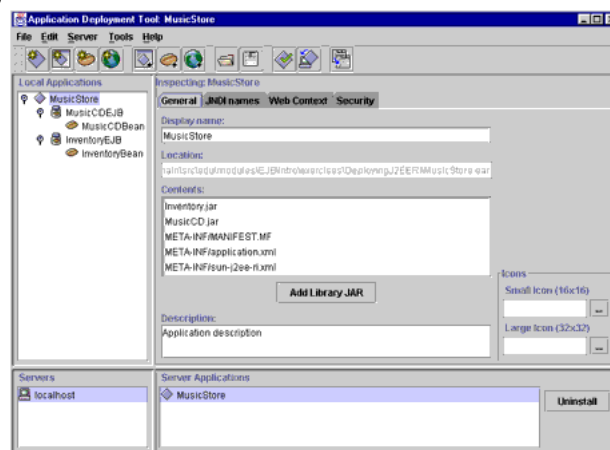 Application Deployment Tool: MusicStore
File Edit Server Tools Help
Local Applications
MusicStore
MusicCDEJB
MusicCDBean
InventoryEJB
InventoryBean
Inspecting: MusicStore
General JNDI names Web Context Security
Display name:
MusicStore
Location:
Contents:
Inventory.jar
MusicCD.jar
META-INF/MANIFEST.MF
META-INF/application.xml
META-INF/sun-j2ee-ri.xml
Add Library JAR
Description:
Application description
Icons
Small Icon (16x16)
...
Large Icon (32x32)
...
Servers
localhost
Server Applications
MusicStore
Uninstall